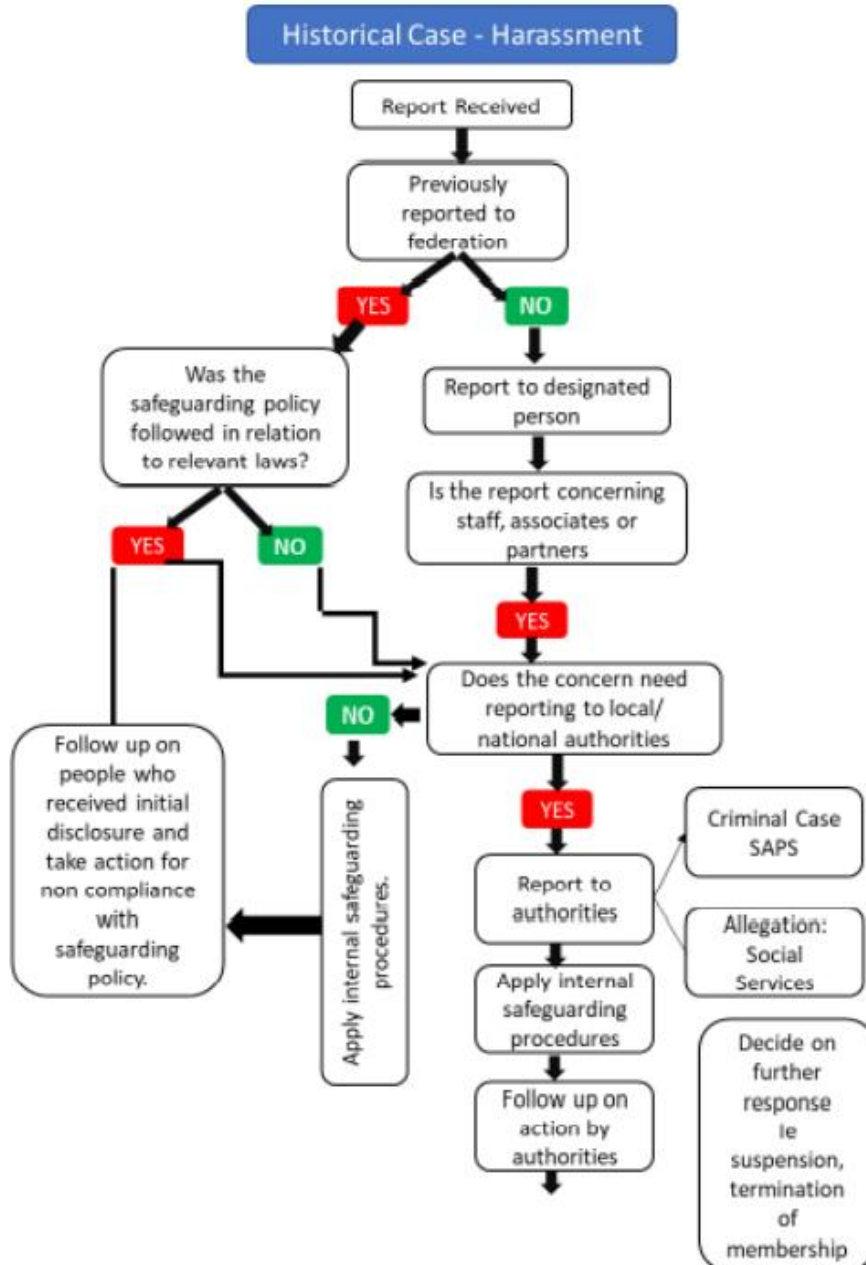 Historical Case - Harassment
Report Received
Previously
reported to
federation
YES
NO
Was the
safeguarding policy
followed in relation
to relevant laws?
Report to designated
person
Is the report concerning
staff, associates or
partners
YES
NO
YES
Does the concern need
reporting to local/
national authorities
NO
Follow up on
people who
received initial
disclosure and
take action for
non compliance
with
safeguarding
policy.
Apply internal safeguarding
procedures.
YES
Criminal Case
SAPS
Report to
authorities
Allegation:
Social
Services
Apply internal
safeguarding
procedures
Follow up on
action by
authorities
Decide on
further
response
Ie
suspension,
termination
of
membership